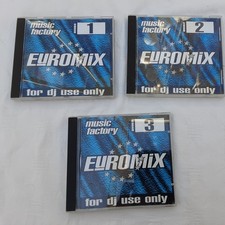 music
factory
1
EUROMiX
for dj use only
music
factory
2
EUROMiX
for dj use only
music
factory
3
EUROMiX
for dj use only